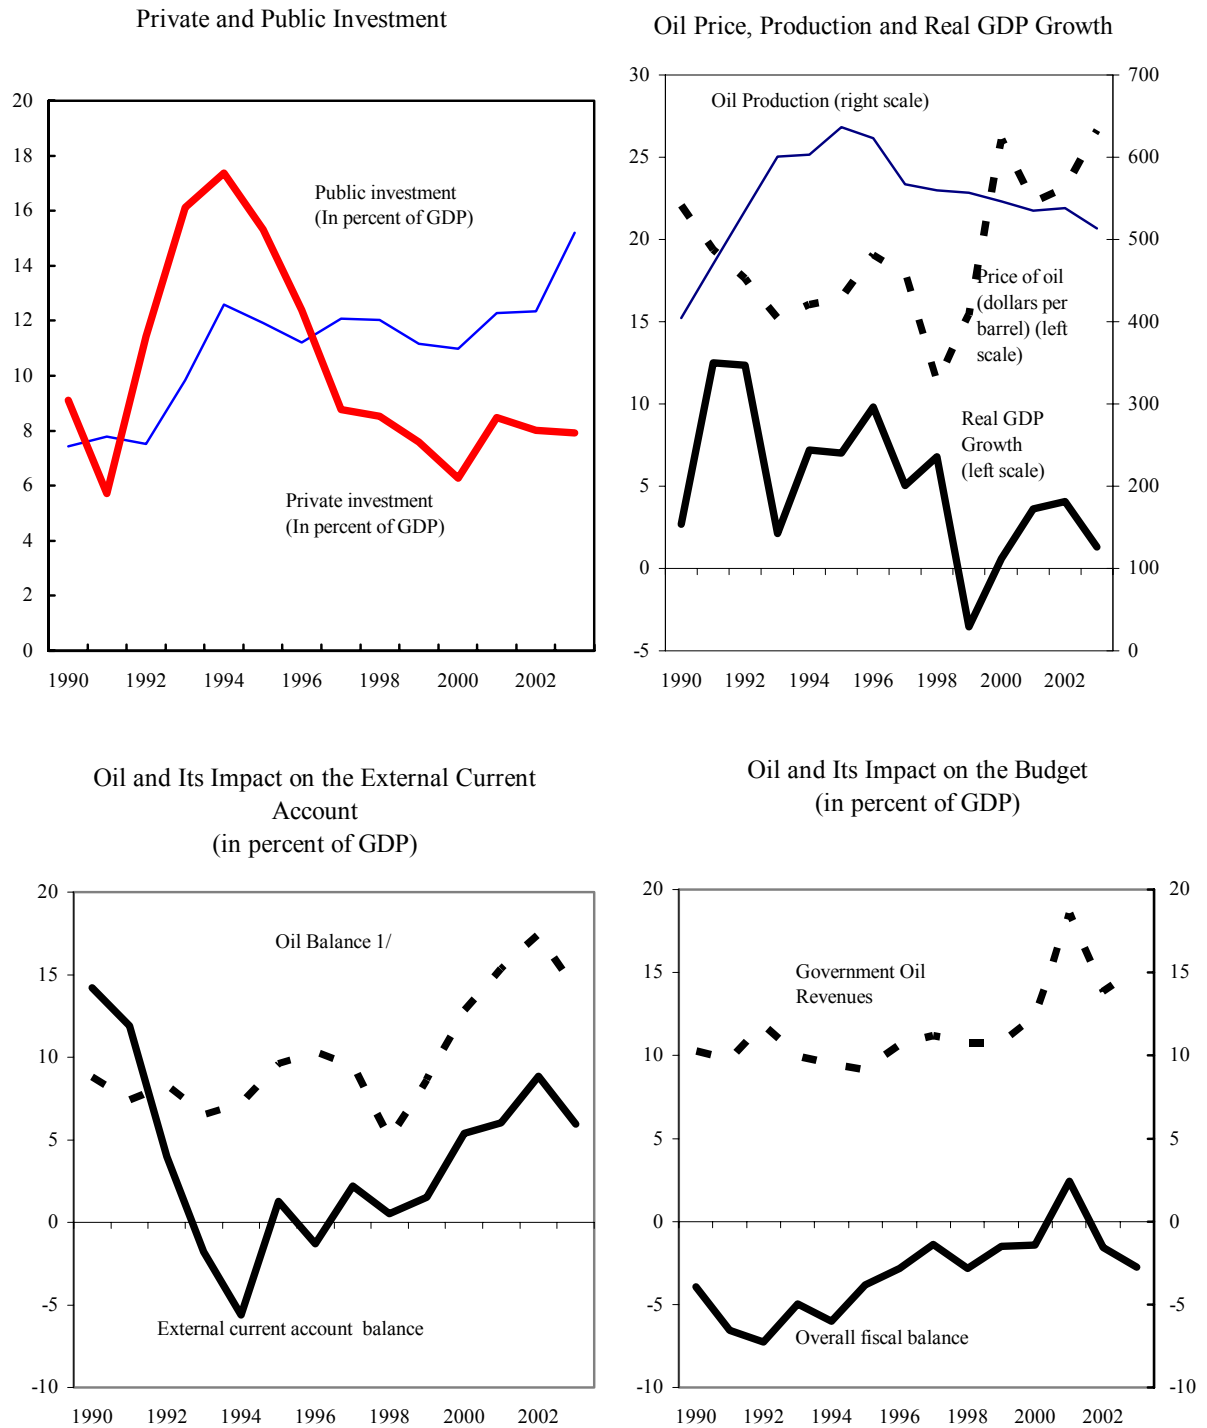 Private and Public Investment
20
18
16
14
12
10
8
6
4
2
0
Public investment
(In percent of GDP)
Private investment
(In percent of GDP)
1990 1992 1994 1996 1998 2000 2002
Oil Price, Production and Real GDP Growth
30
25
20
15
10
5
0
-5
700
600
500
400
300
200
100
0
Oil Production (right scale)
Price of oil
(dollars per
barrel) (left
scale)
Real GDP
Growth
(left scale)
1990 1992 1994 1996 1998 2000 2002
Oil and Its Impact on the External Current
Account
(in percent of GDP)
20
15
10
5
0
-5
-10
Oil Balance 1/
External current account balance
1990 1992 1994 1996 1998 2000 2002
Oil and Its Impact on the Budget
(in percent of GDP)
20
15
10
5
0
-5
-10
20
15
10
5
0
-5
-10
Government Oil
Revenues
Overall fiscal balance
1990 1992 1994 1996 1998 2000 2002